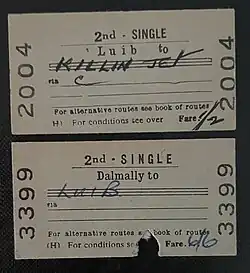 2004
2nd - SINGLE
Luib to
KILLIN JCT
via C
For alternative routes see book of routes
(H) For conditions see over Fare 1/2
2004
3399
2nd - SINGLE
Dalmally to
LUIB
via
For alternative routes see book of routes
(H) For conditions see Fare 6/6
3399